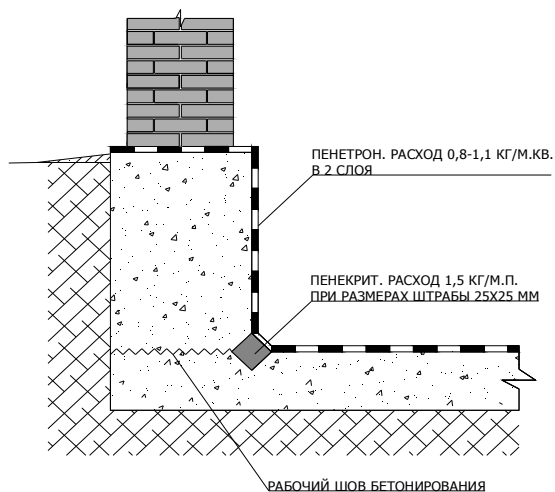 ПЕНЕТРОН. РАСХОД 0,8-1,1 КГ/М.КВ.
В 2 СЛОЯ
ПЕНЕКРИТ. РАСХОД 1,5 КГ/М.П.
ПРИ РАЗМЕРАХ ШТРАБЫ 25Х25 ММ
РАБОЧИЙ ШОВ БЕТОНИРОВАНИЯ